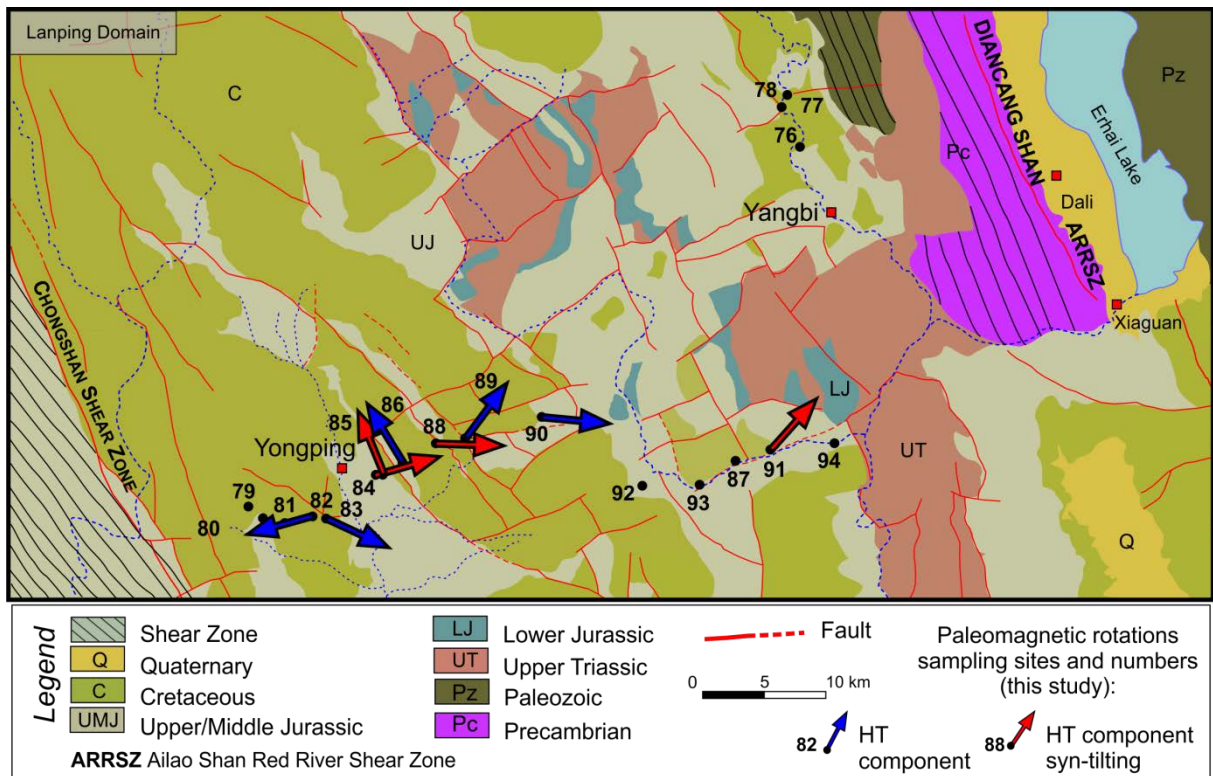 Lanping Domain
C
UJ
78
77
76
Yangbi
Pc
DIANCANG SHAN
ARRSZ
Dali
Erhai Lake
Pz
Xiaguan
CHONGSHAN SHEAR ZONE
Yongping
85
86
84
88
89
90
79
80
81
82
83
92
93
87
91
94
LJ
UT
Q
Legend
Shear Zone
Q Quaternary
C Cretaceous
UMJ Upper/Middle Jurassic
ARRSZ Ailao Shan Red River Shear Zone
LJ Lower Jurassic
UT Upper Triassic
Pz Paleozoic
Pc Precambrian
Fault
0 5 10 km
Paleomagnetic rotations
sampling sites and numbers
(this study):
82 HT
component
88 HT component
syn-tilting